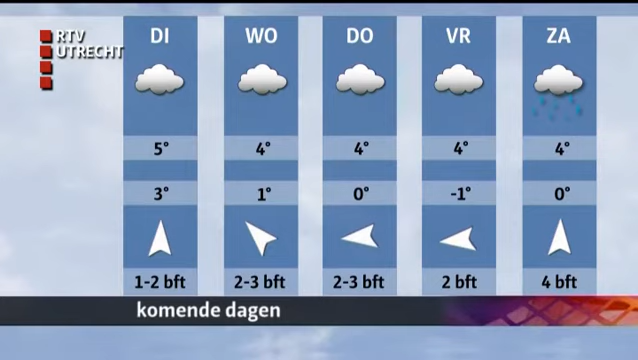 RTV
UTRECHT
DI WO DO VR ZA
5° 4° 4° 4° 4°
3° 1° 0° -1° 0°
1-2 bft 2-3 bft 2-3 bft 2 bft 4 bft
komende dagen